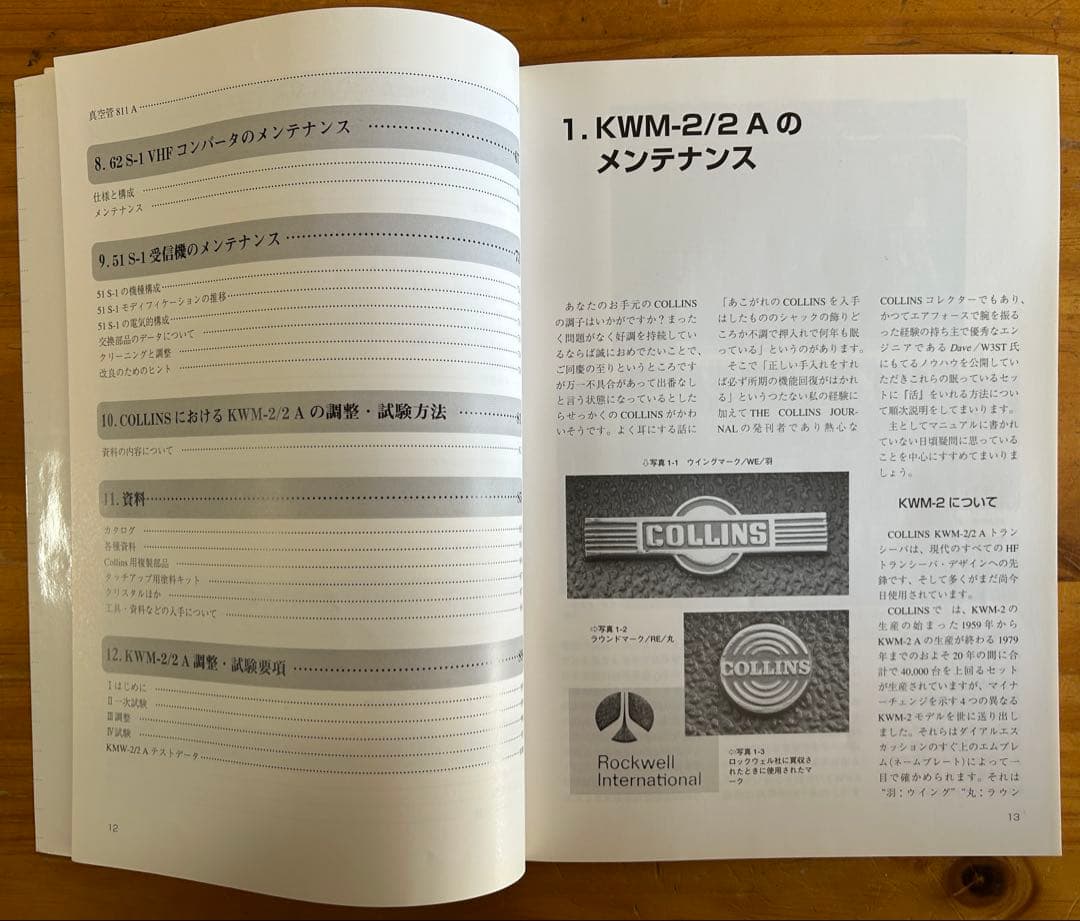 真空管 811 A
8. 62 S-1 VHF コンバータのメンテナンス
仕様と構成
メンテナンス
9. 51 S-1 受信機のメンテナンス
51 S-1 の機種構成
51 S-1 モディフィケーションの推移
51 S-1 の電気的構成
交換部品のデータについて
クリーニングと調整
改良のためのヒント
10. COLLINS における KWM-2/2 A の調整・試験方法
資料の内容について
11. 資料
カタログ
各種資料
Collins 用複製部品
タッチアップ用塗料キット
クリスタルほか
工具・資料などの入手について
12. KWM-2/2 A 調整・試験要項
Ⅰ はじめに
Ⅱ 一次試験
Ⅲ 調整
Ⅳ 試験
KMW-2/2 A テストデータ
12
1. KWM-2/2 A の
メンテナンス
あなたのお手元の COLLINS
の調子はいかがですか? まった
く問題がなく好調を持続してい
るならば誠におめでたいことで、
ご同慶の至りというところです
が万一不具合があって出番なし
と言う状態になっているとした
らせっかくの COLLINS がかわ
いそうです。よく耳にする話に
「あこがれの COLLINS を入手
はしたもののシャックの飾りど
ころか不調で押入れで何年も眠
っている」というのがあります。
そこで「正しい手入れをすれ
ば必ず所期の機能回復がはかれ
る」というつたない私の経験に
加えて THE COLLINS JOUR-
NAL の発刊者であり熱心な
COLLINS コレクターでもあり、
かつてエアフォースで腕を振る
った経験の持ち主で優秀なエン
ジニアである Dave/W3ST 氏
にもてるノウハウを公開してい
ただきこれらの眠っているセッ
トに『活』をいれる方法につい
て順次説明をしてまいります。
主としてマニュアルに書かれ
ていない日頃疑問に思っている
ことを中心にすすめてまいりま
しょう。
⇩写真 1-1 ウイングマーク/WE/羽
COLLINS
⇨写真 1-2
ラウンドマーク/RE/丸
COLLINS
Rockwell
International
⇦写真 1-3
ロックウェル社に買収さ
れたときに使用されたマ
ーク
KWM-2 について
COLLINS KWM-2/2 A トラン
シーバは、現代のすべての HF
トランシーバ・デザインへの先
鋒です、そして多くがまだ尚今
日使用されています。
COLLINS で は、KWM-2 の
生産の始まった 1959 年から
KWM-2 A の生産が終わる 1979
年までのおよそ 20 年の間に合
計で 40,000 台を上回るセット
が生産されていますが、マイナ
ーチェンジを示す 4 つの異なる
KWM-2 モデルを世に送り出し
ました。それらはダイアルエス
カッションのすぐ上のエムブレ
ム(ネームプレート)によって一
目で確かめられます。それは
“羽:ウイング” “丸:ラウン
13